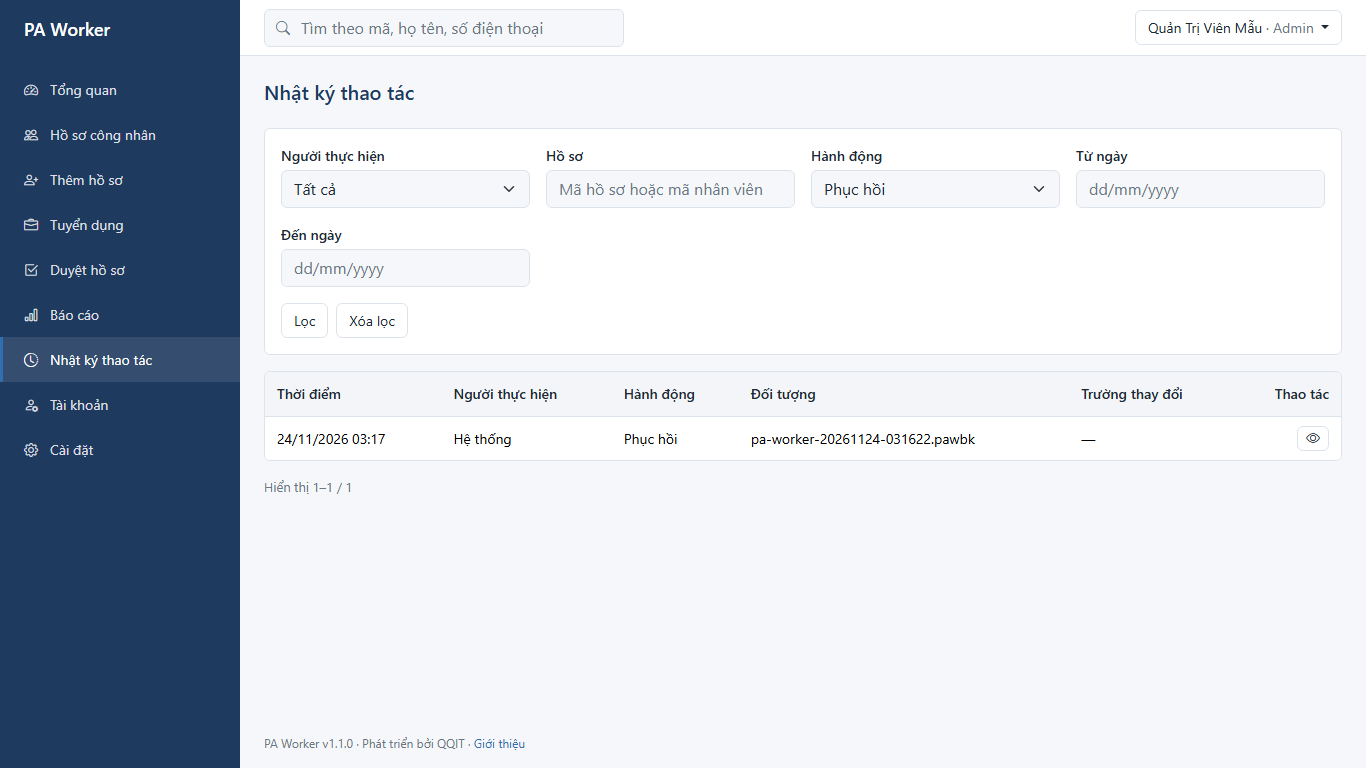 PA Worker
Tìm theo mã, họ tên, số điện thoại
Quản Trị Viên Mẫu · Admin
Tổng quan
Hồ sơ công nhân
Thêm hồ sơ
Tuyển dụng
Duyệt hồ sơ
Báo cáo
Nhật ký thao tác
Tài khoản
Cài đặt
Nhật ký thao tác
Người thực hiện
Tất cả
Hồ sơ
Mã hồ sơ hoặc mã nhân viên
Hành động
Phục hồi
Từ ngày
dd/mm/yyyy
Đến ngày
dd/mm/yyyy
Lọc
Xóa lọc
Thời điểm Người thực hiện Hành động Đối tượng Trường thay đổi Thao tác
24/11/2026 03:17 Hệ thống Phục hồi pa-worker-20261124-031622.pawbk —
Hiển thị 1–1 / 1
PA Worker v1.1.0 · Phát triển bởi QQIT · Giới thiệu